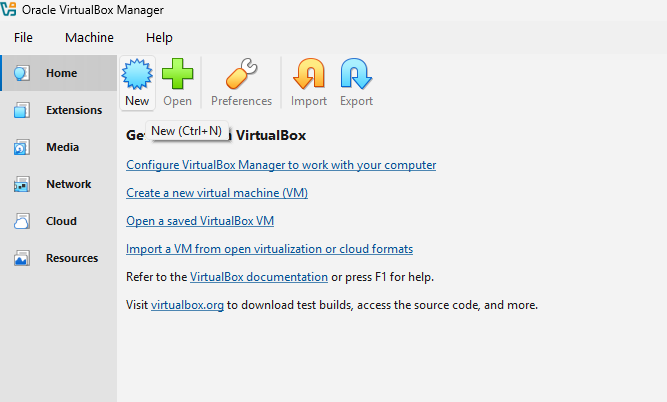 Oracle VirtualBox Manager
File Machine Help
Home
Extensions
Media
Network
Cloud
Resources
New Open Preferences Import Export
New (Ctrl+N)
VirtualBox
Configure VirtualBox Manager to work with your computer
Create a new virtual machine (VM)
Open a saved VirtualBox VM
Import a VM from open virtualization or cloud formats
Refer to the VirtualBox documentation or press F1 for help.
Visit virtualbox.org to download test builds, access the source code, and more.